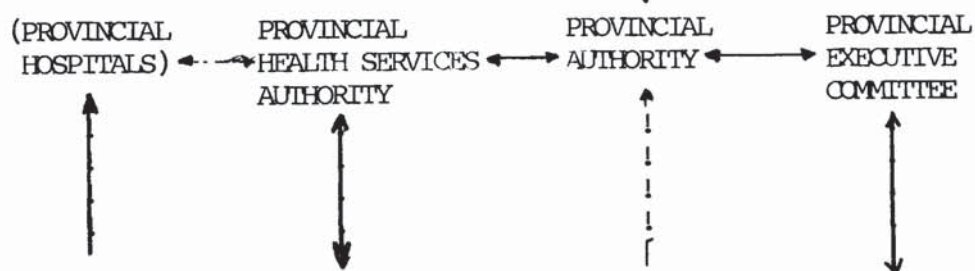 (PROVINCIAL HOSPITALS)
PROVINCIAL HEALTH SERVICES AUTHORITY
PROVINCIAL AUTHORITY
PROVINCIAL EXECUTIVE COMMITTEE